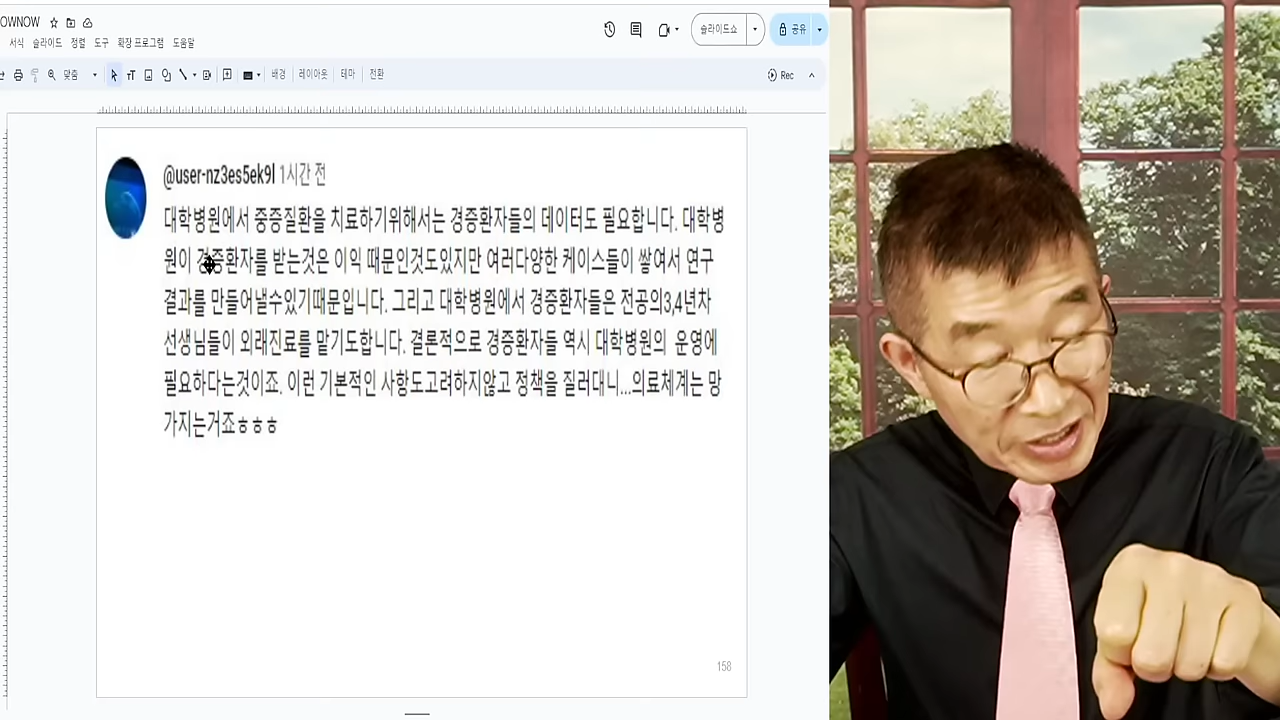 OWNOW
서식 슬라이드 정렬 도구 확장 프로그램 도움말
슬라이드쇼
공유
맞춤
배경 레이아웃 테마 전환
Rec
@user-nz3es5ek9l 1시간 전
대학병원에서 중증질환을 치료하기위해서는 경증환자들의 데이터도 필요합니다. 대학병
원이 경증환자를 받는것은 이익 때문인것도있지만 여러다양한 케이스들이 쌓여서 연구
결과를 만들어낼수있기때문입니다. 그리고 대학병원에서 경증환자들은 전공의3,4년차
선생님들이 외래진료를 맡기도합니다. 결론적으로 경증환자들 역시 대학병원의 운영에
필요하다는것이죠. 이런 기본적인 사항도고려하지않고 정책을 질러대니...의료체계는 망
가지는거죠ㅎㅎㅎ
158